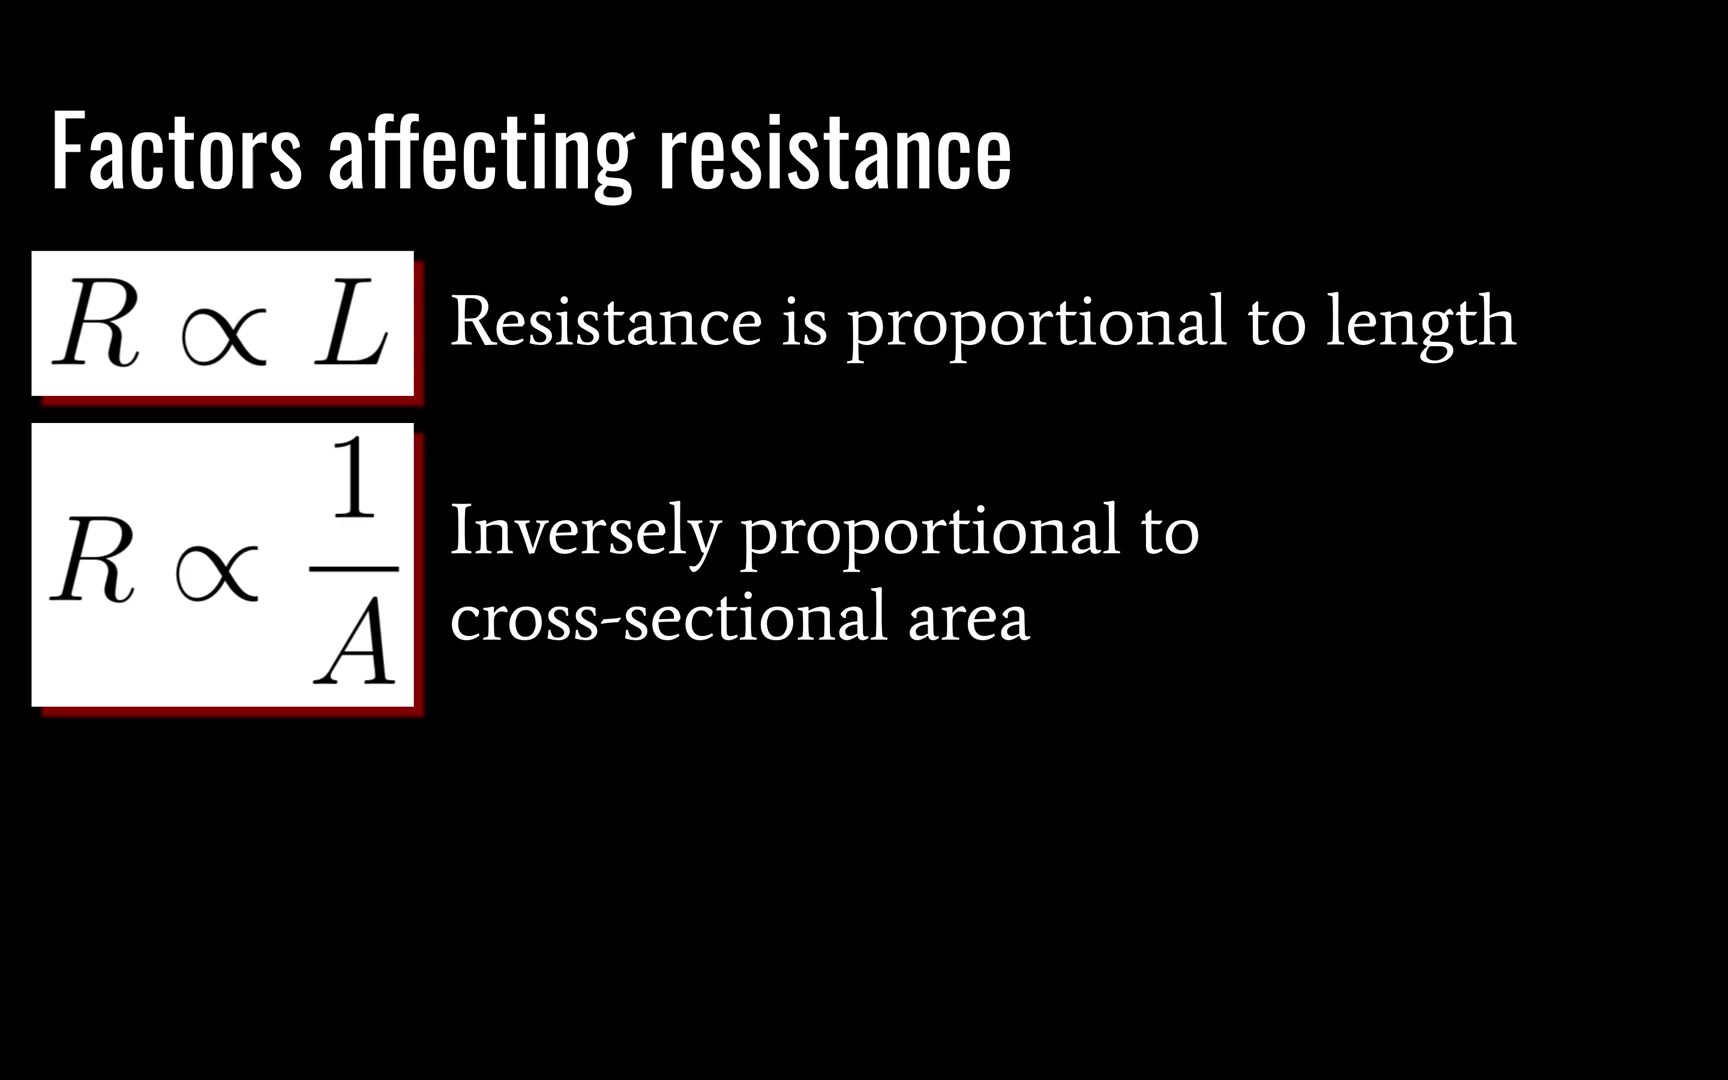 Factors affecting resistance
R ∝ L
Resistance is proportional to length
R ∝ 1/A
Inversely proportional to
cross-sectional area